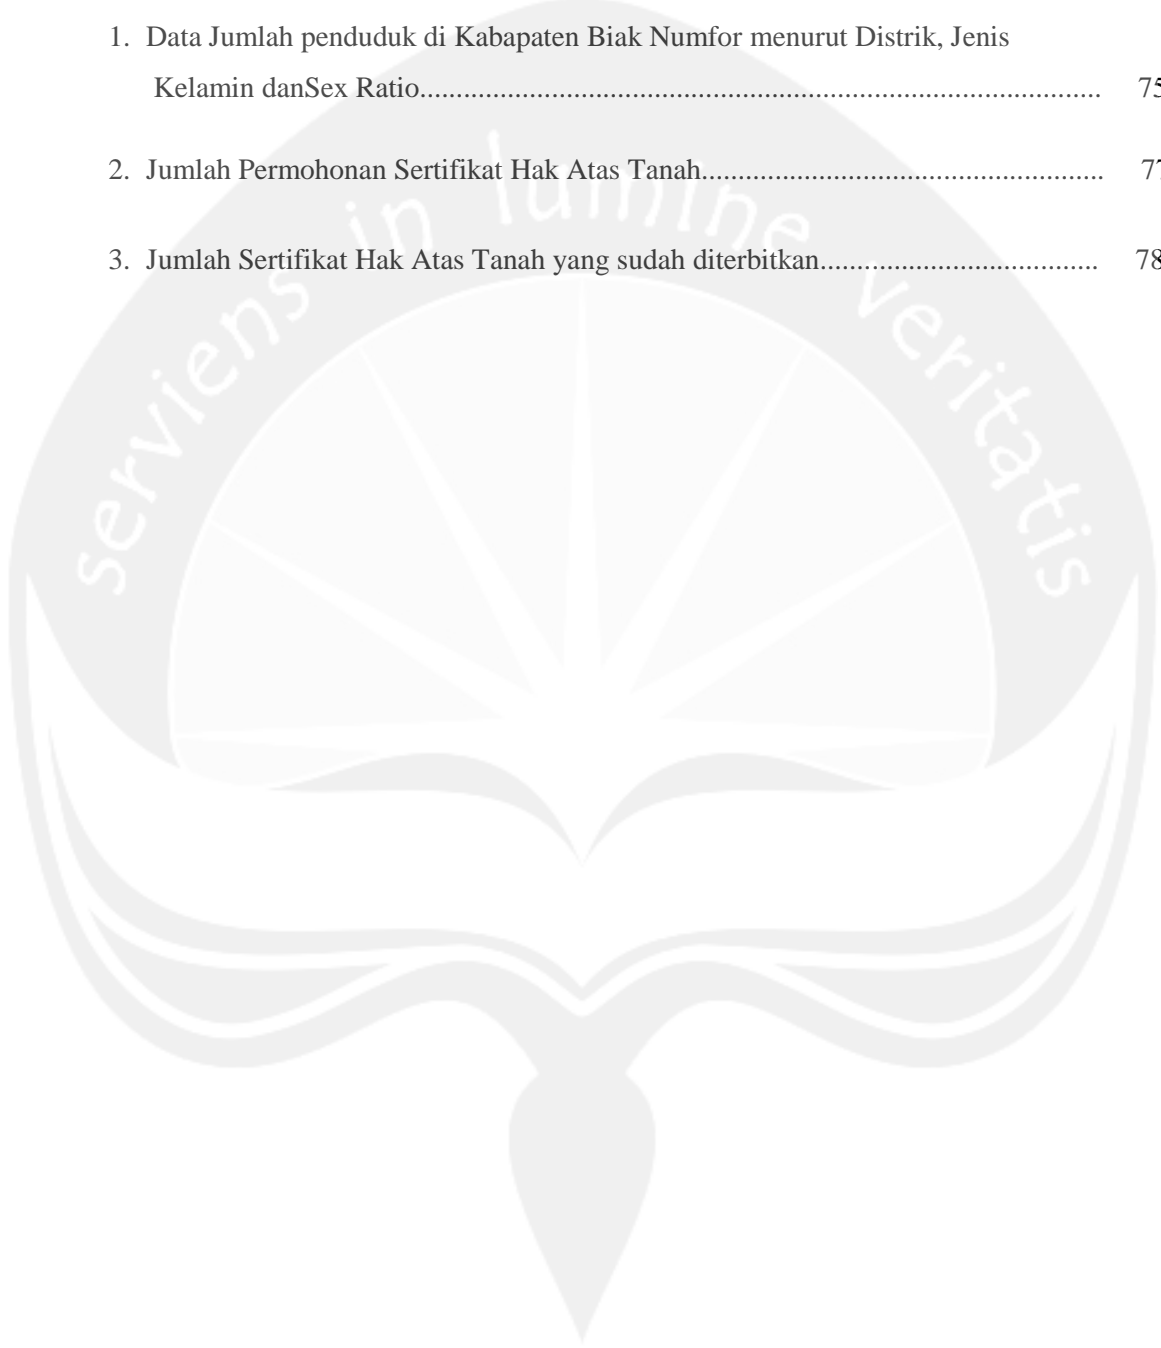 1. Data Jumlah penduduk di Kabapaten Biak Numfor menurut Distrik, Jenis
Kelamin danSex Ratio............................................................................................. 75
2. Jumlah Permohonan Sertifikat Hak Atas Tanah....................................................... 77
3. Jumlah Sertifikat Hak Atas Tanah yang sudah diterbitkan...................................... 78
serviens in lumine veritatis